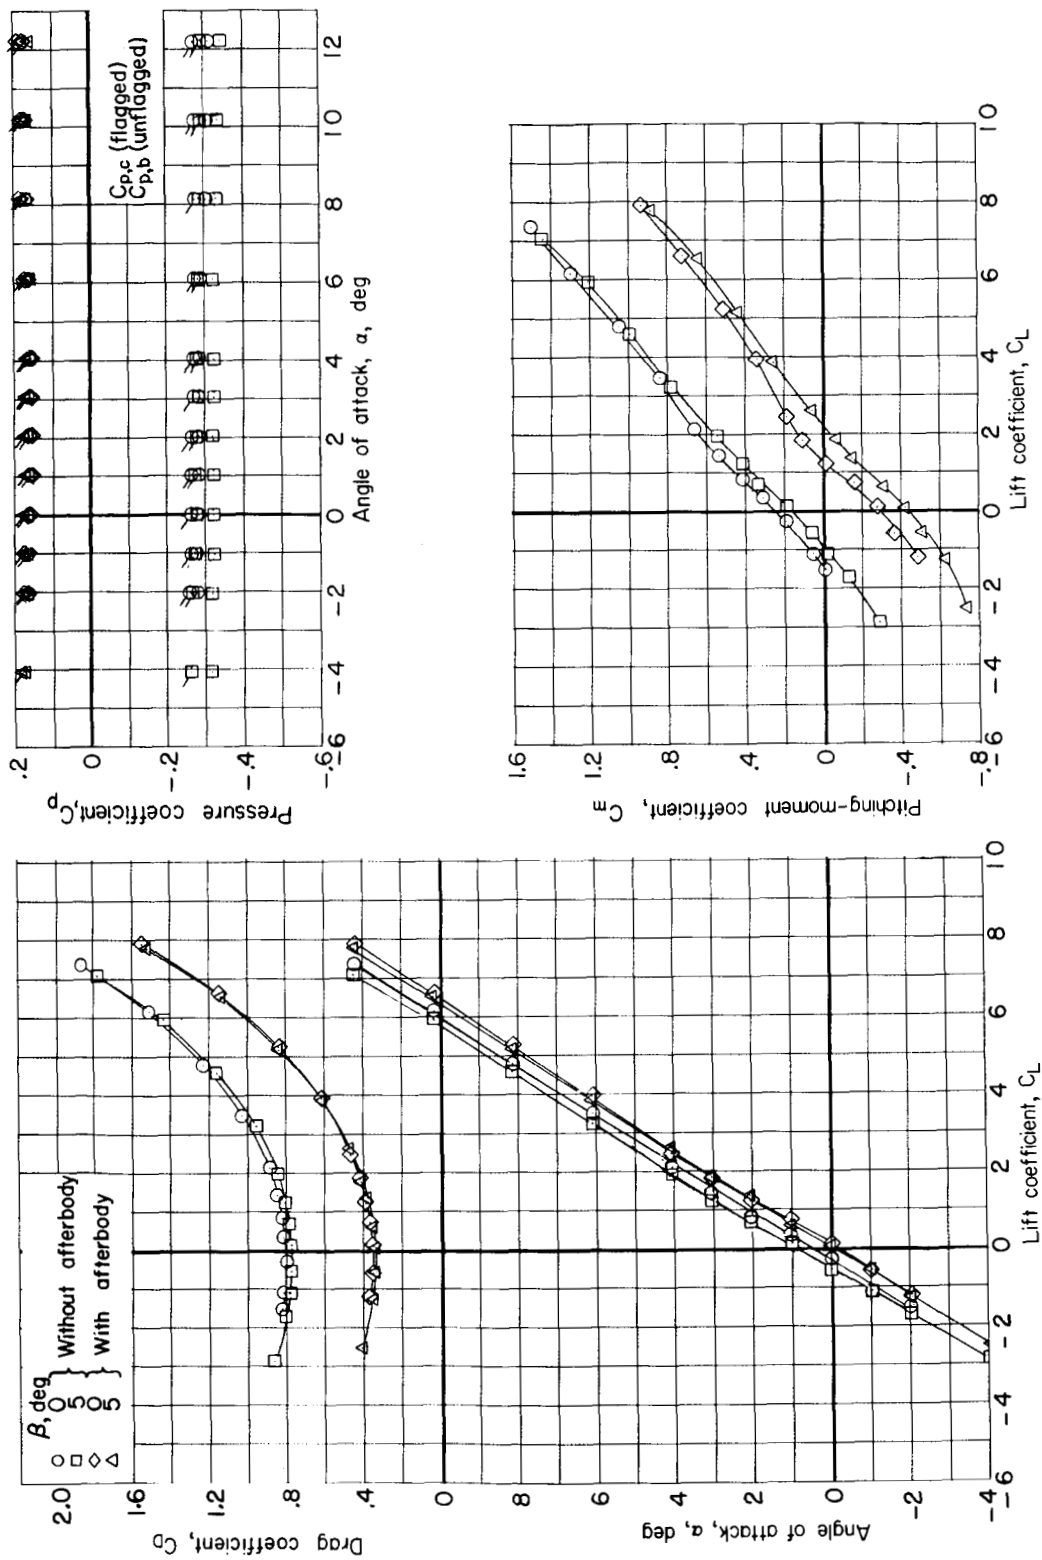 β, deg
0
5
0
5
Without afterbody
With afterbody
2.0
1.6
1.2
.8
.4
0
Drag coefficient, C_D
8
6
4
2
0
-2
-4
Angle of attack, α, deg
-6 -4 -2 0 2 4 6 8 10
Lift coefficient, C_L
.2
0
-.2
-.4
-.6
Pressure coefficient, C_p
C_p,c (flagged)
C_p,b (unflagged)
-6 -4 -2 0 2 4 6 8 10 12
Angle of attack, α, deg
1.6
1.2
.8
.4
0
-.4
-.8
Pitching-moment coefficient, C_m
-6 -4 -2 0 2 4 6 8 10
Lift coefficient, C_L